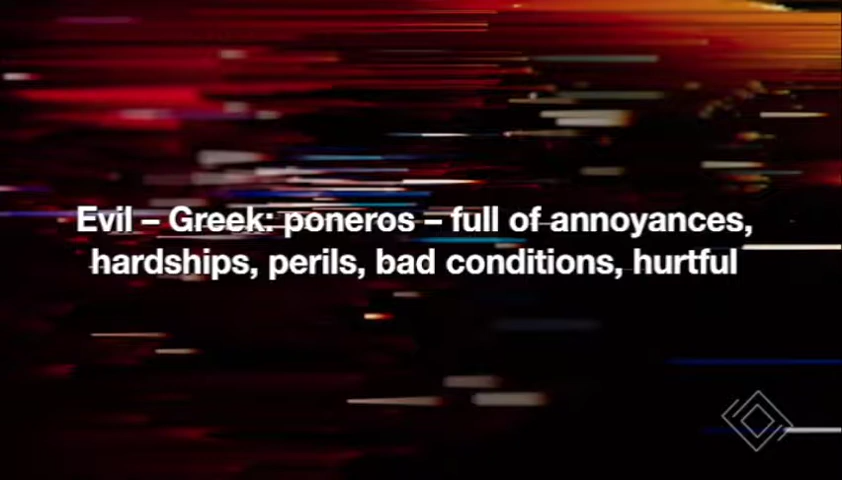 Evil – Greek: poneros – full of annoyances,
hardships, perils, bad conditions, hurtful